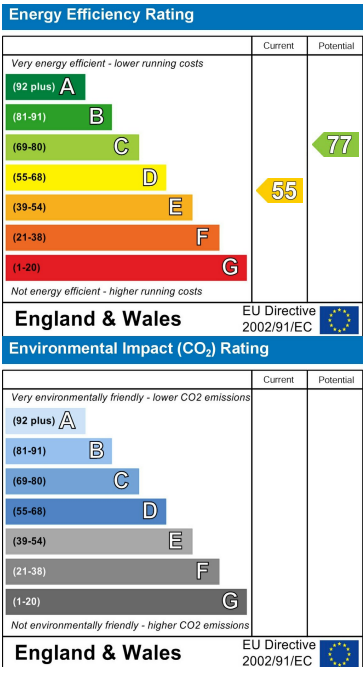 Energy Efficiency Rating
Current Potential
Very energy efficient - lower running costs
(92 plus) A
(81-91) B
(69-80) C
77
(55-68) D
55
(39-54) E
(21-38) F
(1-20) G
Not energy efficient - higher running costs
England & Wales
EU Directive
2002/91/EC
Environmental Impact (CO₂) Rating
Current Potential
Very environmentally friendly - lower CO2 emissions
(92 plus) A
(81-91) B
(69-80) C
(55-68) D
(39-54) E
(21-38) F
(1-20) G
Not environmentally friendly - higher CO2 emissions
England & Wales
EU Directive
2002/91/EC